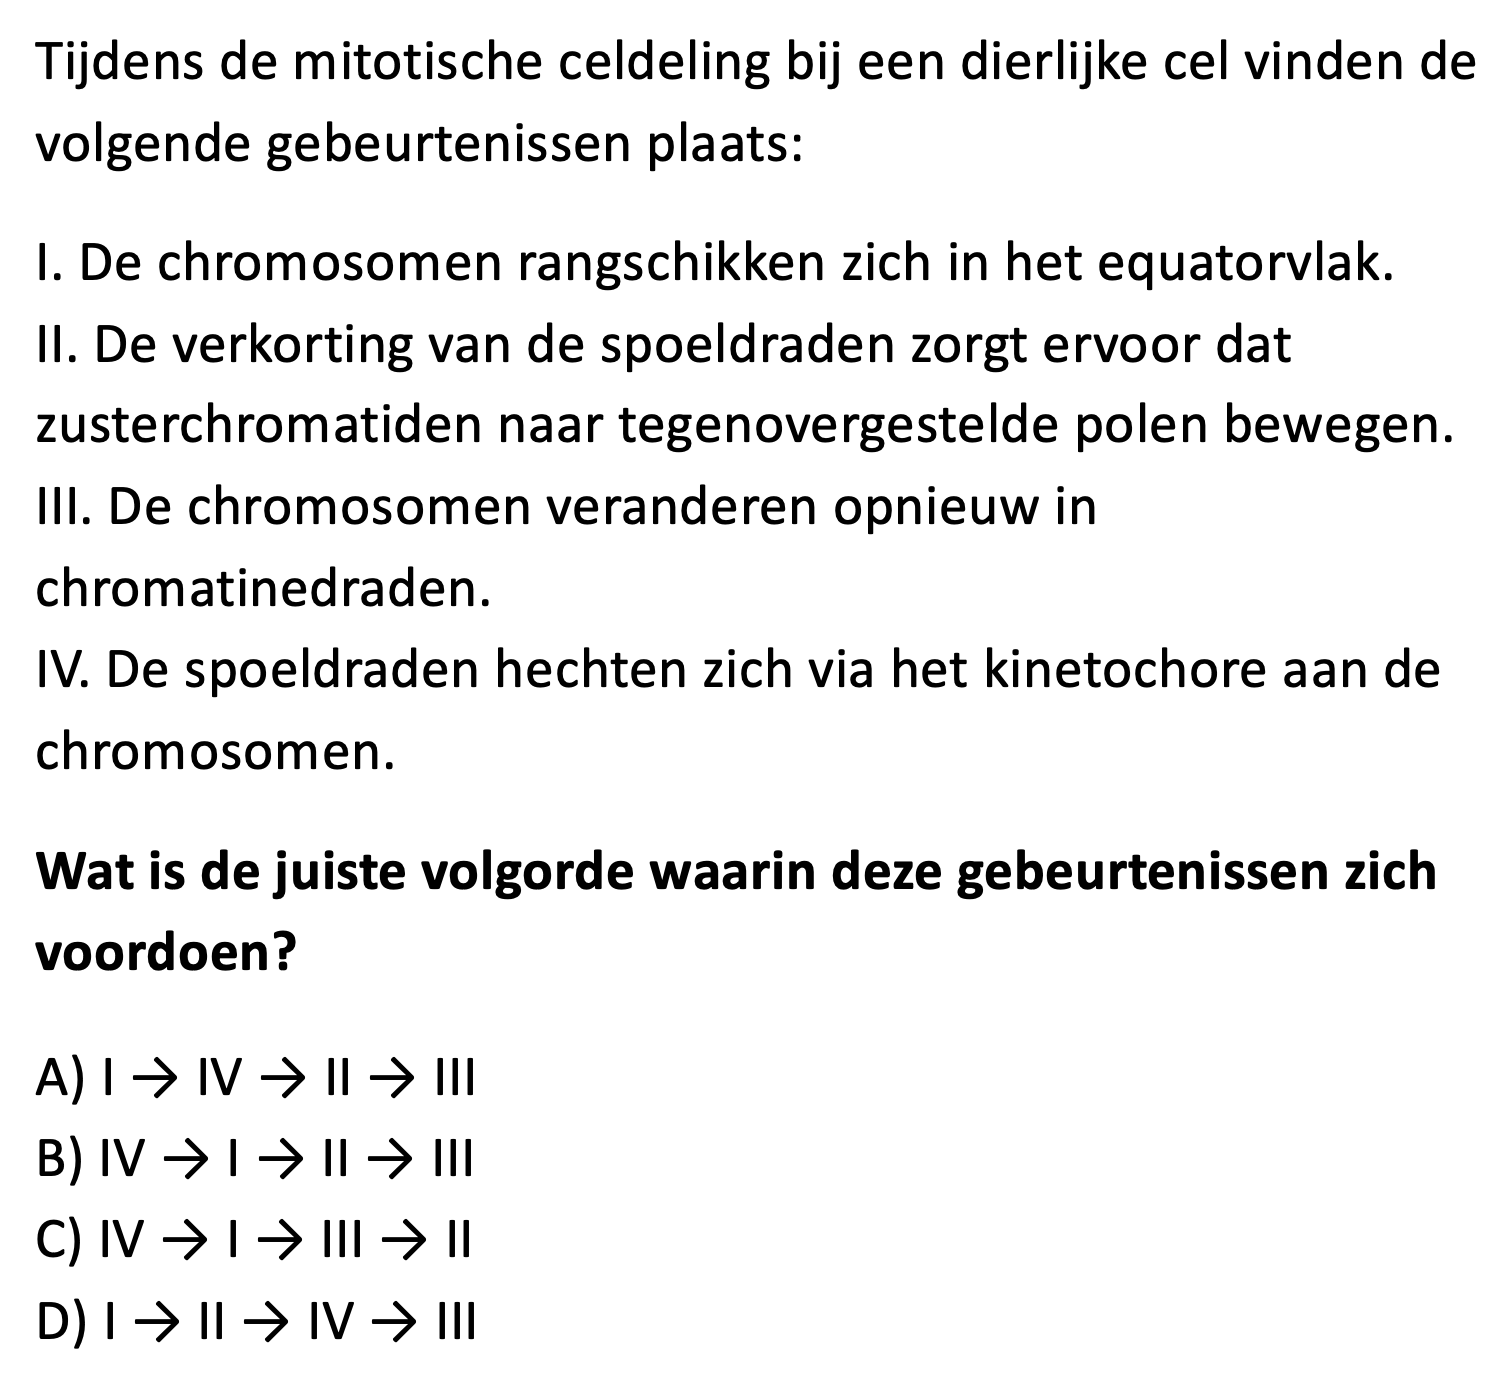 Tijdens de mitotische celdeling bij een dierlijke cel vinden de
volgende gebeurtenissen plaats:
I. De chromosomen rangschikken zich in het equatorvlak.
II. De verkorting van de spoeldraden zorgt ervoor dat
zusterchromatiden naar tegenovergestelde polen bewegen.
III. De chromosomen veranderen opnieuw in
chromatinedraden.
IV. De spoeldraden hechten zich via het kinetochore aan de
chromosomen.
Wat is de juiste volgorde waarin deze gebeurtenissen zich
voordoen?
A) I → IV → II → III
B) IV → I → II → III
C) IV → I → III → II
D) I → II → IV → III